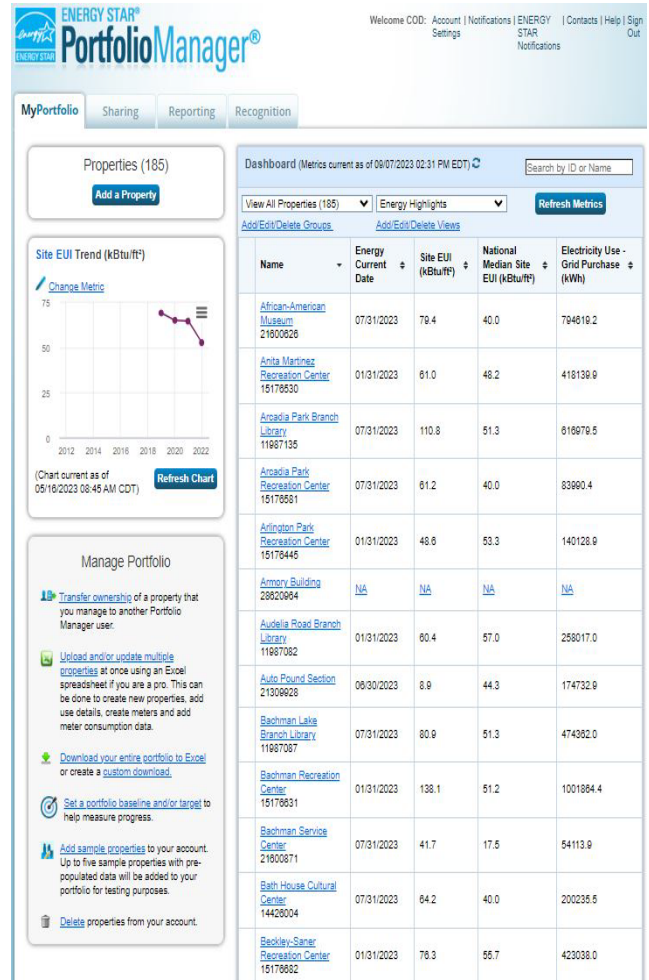 ENERGY STAR®
PortfolioManager®
ENERGY STAR
Welcome COD: Account Settings | Notifications | ENERGY STAR Notifications | Contacts | Help | Sign Out
MyPortfolio
Sharing
Reporting
Recognition
Properties (185)
Add a Property
Site EUI Trend (kBtu/ft²)
Change Metric
75
50
25
0
2012 2014 2016 2018 2020 2022
(Chart current as of
05/16/2023 08:45 AM CDT)
Refresh Chart
Manage Portfolio
Transfer ownership of a property that
you manage to another Portfolio
Manager user.
Upload and/or update multiple
properties at once using an Excel
spreadsheet if you are a pro. This can
be done to create new properties, add
use details, create meters and add
meter consumption data.
Download your entire portfolio to Excel
or create a custom download.
Set a portfolio baseline and/or target to
help measure progress.
Add sample properties to your account.
Up to five sample properties with pre-
populated data will be added to your
portfolio for testing purposes.
Delete properties from your account.
Dashboard (Metrics current as of 09/07/2023 02:31 PM EDT)
Search by ID or Name
View All Properties (185)
Energy Highlights
Refresh Metrics
Add/Edit/Delete Groups
Add/Edit/Delete Views
Name
Energy Current Date
Site EUI (kBtu/ft²)
National Median Site EUI (kBtu/ft²)
Electricity Use - Grid Purchase (kWh)
African-American
Museum
21600626
07/31/2023 79.4 40.0 794619.2
Anita Martinez
Recreation Center
15176530
01/31/2023 61.0 48.2 418139.9
Arcadia Park Branch
Library
11987135
07/31/2023 110.8 51.3 616979.5
Arcadia Park
Recreation Center
15176581
07/31/2023 61.2 40.0 83990.4
Arlington Park
Recreation Center
15176445
01/31/2023 48.6 53.3 140128.9
Armory Building
28620964
NA NA NA NA
Audelia Road Branch
Library
11987082
01/31/2023 60.4 57.0 258017.0
Auto Pound Section
21309928
06/30/2023 8.9 44.3 174732.9
Bachman Lake
Branch Library
11987087
07/31/2023 80.9 51.3 474362.0
Bachman Recreation
Center
15176631
01/31/2023 138.1 51.2 1001864.4
Bachman Service
Center
21600871
07/31/2023 41.7 17.5 54113.9
Bath House Cultural
Center
14426004
07/31/2023 64.2 40.0 200235.5
Beckley-Saner
Recreation Center
15176682
01/31/2023 76.3 55.7 423038.0